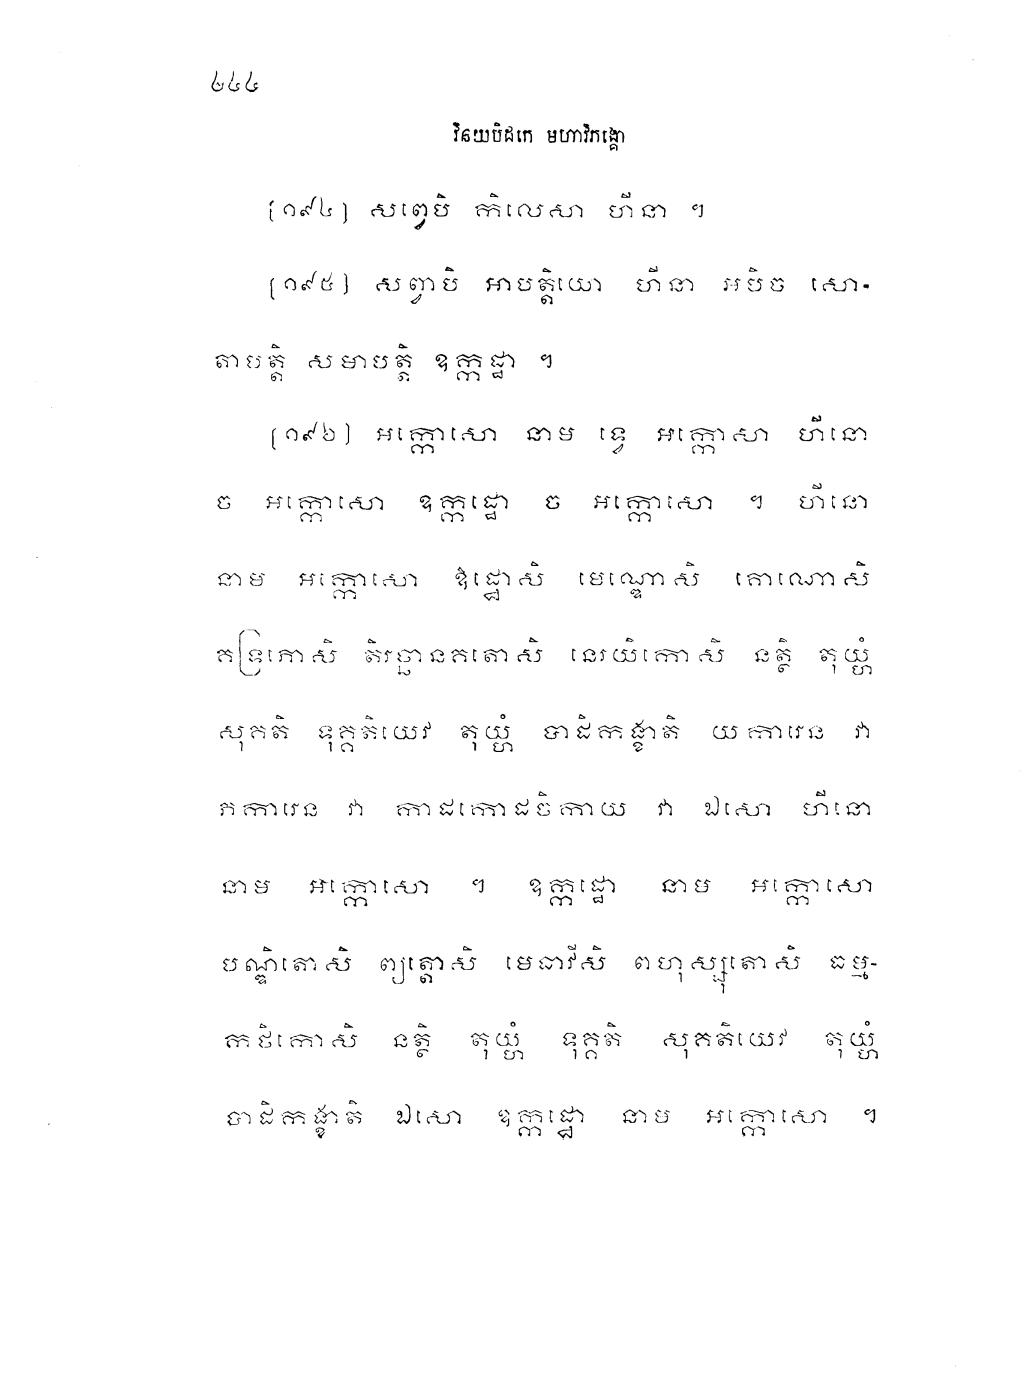 ២៤៤
វិនយបិដកេ មហាវិភង្គោ
(១៩៤) សព្វេបិ កិលេសា ហីនា ។
(១៩៥) សព្វាបិ អាបត្តិយោ ហីនា អបិច សោ-
តាបត្តិ សមាបត្តិ ឧក្កដ្ឋា ។
(១៩៦) អក្កោសោ នាម ទ្វេ អក្កោសា ហីនោ
ច អក្កោសោ ឧក្កដ្ឋោ ច អក្កោសោ ។ ហីនោ
នាម អក្កោសោ ឱដ្ឋោសិ មេណ្ឌោសិ គោណោសិ
គទ្រភោសិ តិរច្ឆានគតោសិ នេរយិកោសិ នត្ថិ តុយ្ហំ
សុគតិ ទុគ្គតិយេវ តុយ្ហំ បាដិកង្ខាតិ យការេន វា
ភការេន វា កាដកោដចិកាយ វា ឯសោ ហីនោ
នាម អក្កោសោ ។ ឧក្កដ្ឋោ នាម អក្កោសោ
បណ្ឌិតោសិ ព្យត្តោសិ មេធាវីសិ ពហុស្សុតោសិ ធម្ម-
កថិកោសិ នត្ថិ តុយ្ហំ ទុគ្គតិ សុគតិយេវ តុយ្ហំ
បាដិកង្ខាតិ ឯសោ ឧក្កដ្ឋោ នាម អក្កោសោ ។